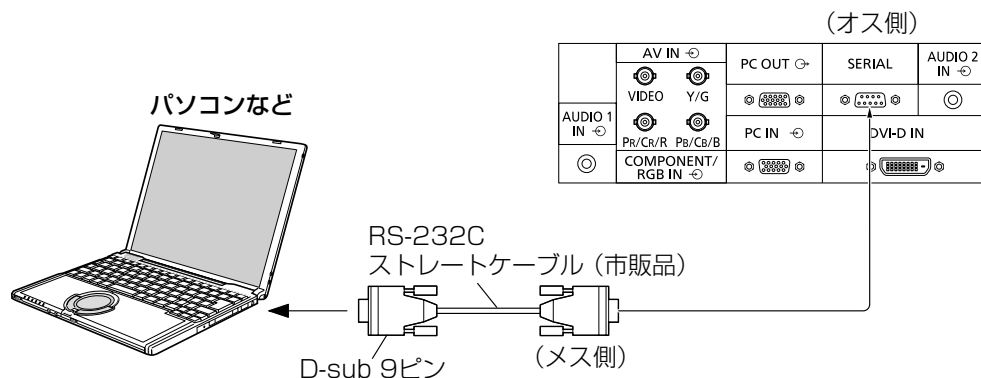 (オス側)
AV IN
PC OUT
SERIAL
AUDIO 2
IN
VIDEO
Y/G
AUDIO 1
IN
PR/CR/R
PB/CB/B
PC IN
DVI-D IN
COMPONENT/
RGB IN
パソコンなど
RS-232C
ストレートケーブル(市販品)
D-sub 9ピン
(メス側)